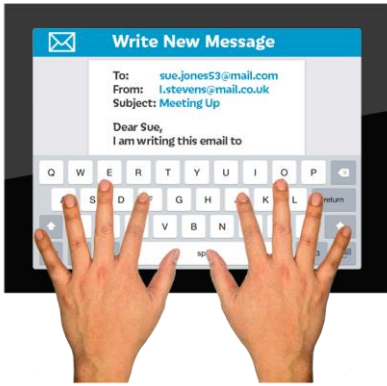 Write New Message
To: sue.jones53@mail.com
From: l.stevens@mail.co.uk
Subject: Meeting Up
Dear Sue,
I am writing this email to
Q W E R T Y U I O P
S D G H K L return
V B N
3